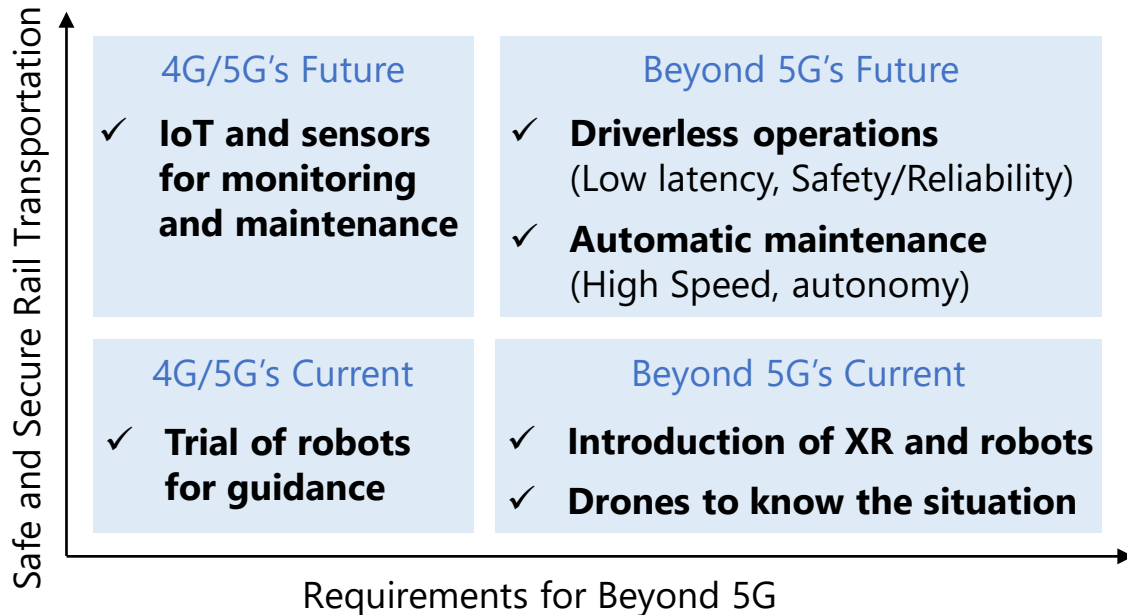 Safe and Secure Rail Transportation
4G/5G's Future
✓ IoT and sensors
for monitoring
and maintenance
Beyond 5G's Future
✓ Driverless operations
(Low latency, Safety/Reliability)
✓ Automatic maintenance
(High Speed, autonomy)
4G/5G's Current
✓ Trial of robots
for guidance
Beyond 5G's Current
✓ Introduction of XR and robots
✓ Drones to know the situation
Requirements for Beyond 5G